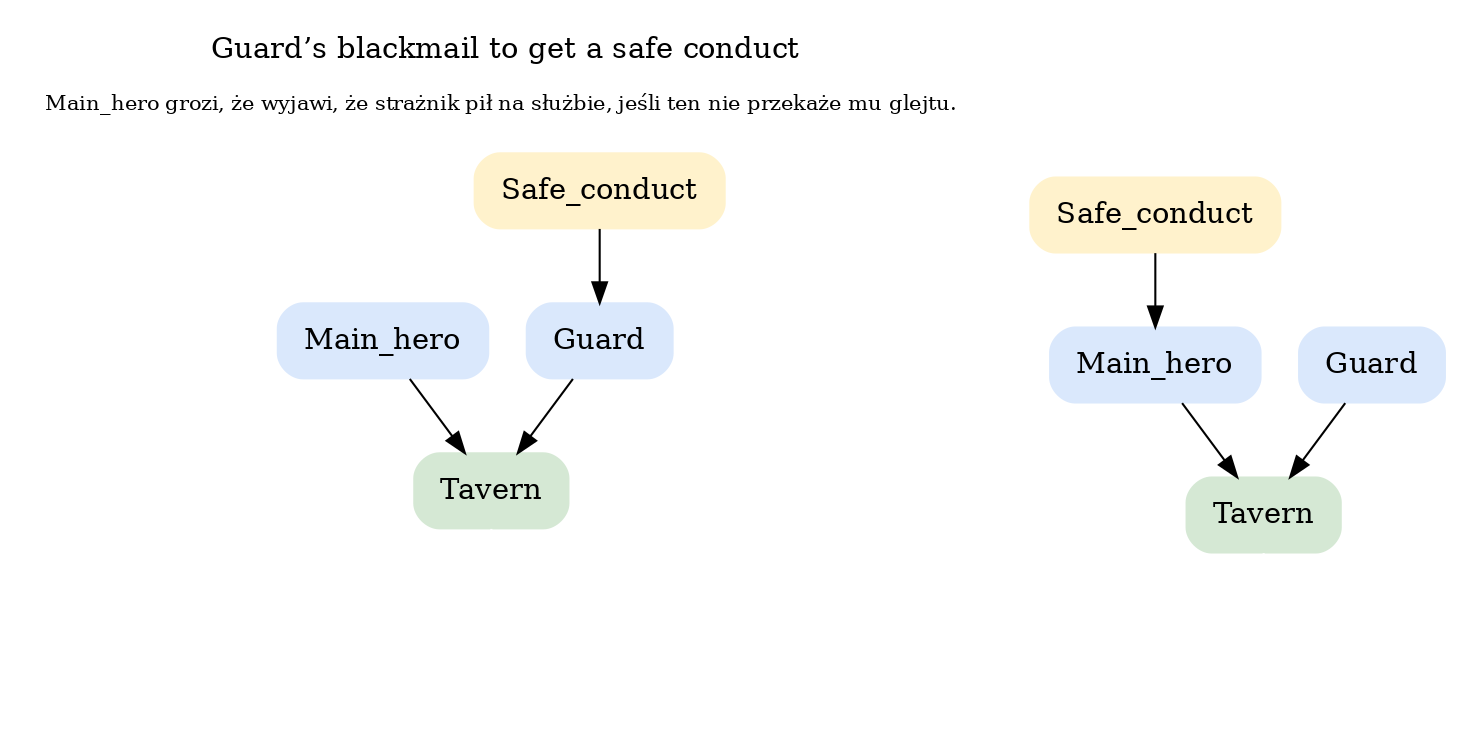 Guard’s blackmail to get a safe conduct
Main_hero grozi, że wyjawi, że strażnik pił na służbie, jeśli ten nie przekaże mu glejtu.
Safe_conduct
Main_hero
Guard
Tavern
Safe_conduct
Main_hero
Guard
Tavern